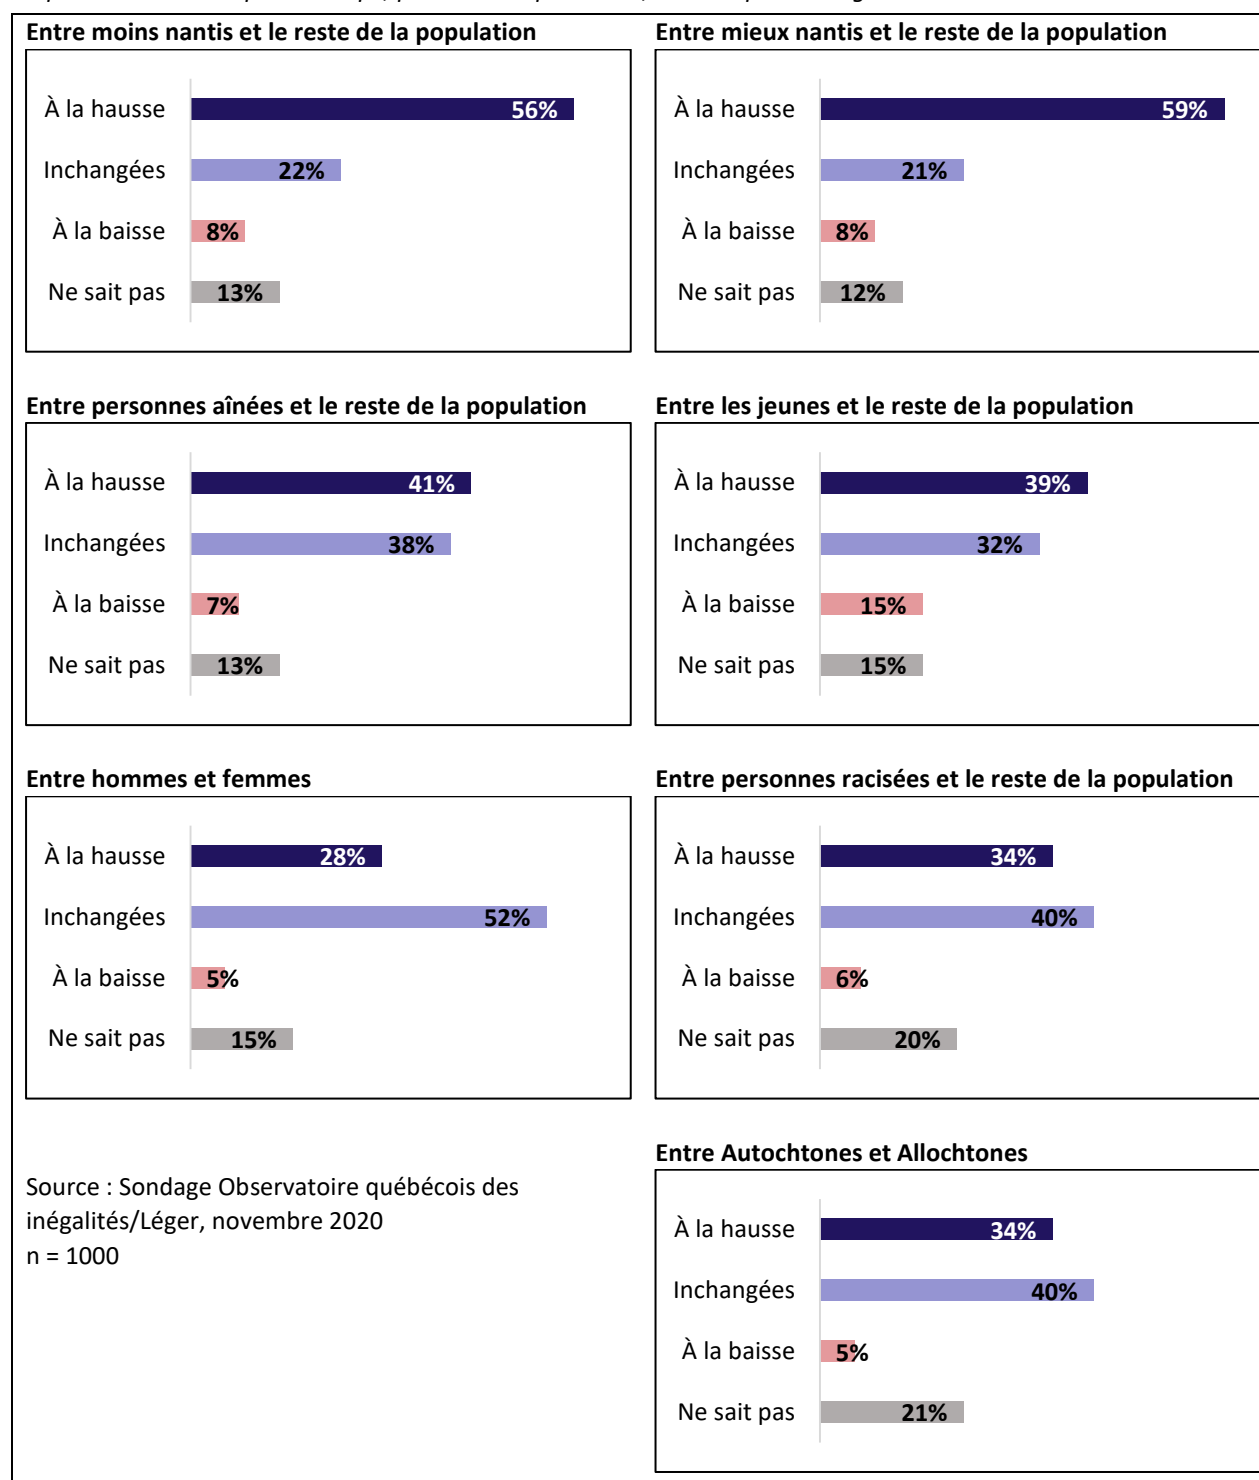 Entre moins nantis et le reste de la population
À la hausse 56%
Inchangées 22%
À la baisse 8%
Ne sait pas 13%
Entre mieux nantis et le reste de la population
À la hausse 59%
Inchangées 21%
À la baisse 8%
Ne sait pas 12%
Entre personnes aînées et le reste de la population
À la hausse 41%
Inchangées 38%
À la baisse 7%
Ne sait pas 13%
Entre les jeunes et le reste de la population
À la hausse 39%
Inchangées 32%
À la baisse 15%
Ne sait pas 15%
Entre hommes et femmes
À la hausse 28%
Inchangées 52%
À la baisse 5%
Ne sait pas 15%
Entre personnes racisées et le reste de la population
À la hausse 34%
Inchangées 40%
À la baisse 6%
Ne sait pas 20%
Source : Sondage Observatoire québécois des
inégalités/Léger, novembre 2020
n = 1000
Entre Autochtones et Allochtones
À la hausse 34%
Inchangées 40%
À la baisse 5%
Ne sait pas 21%